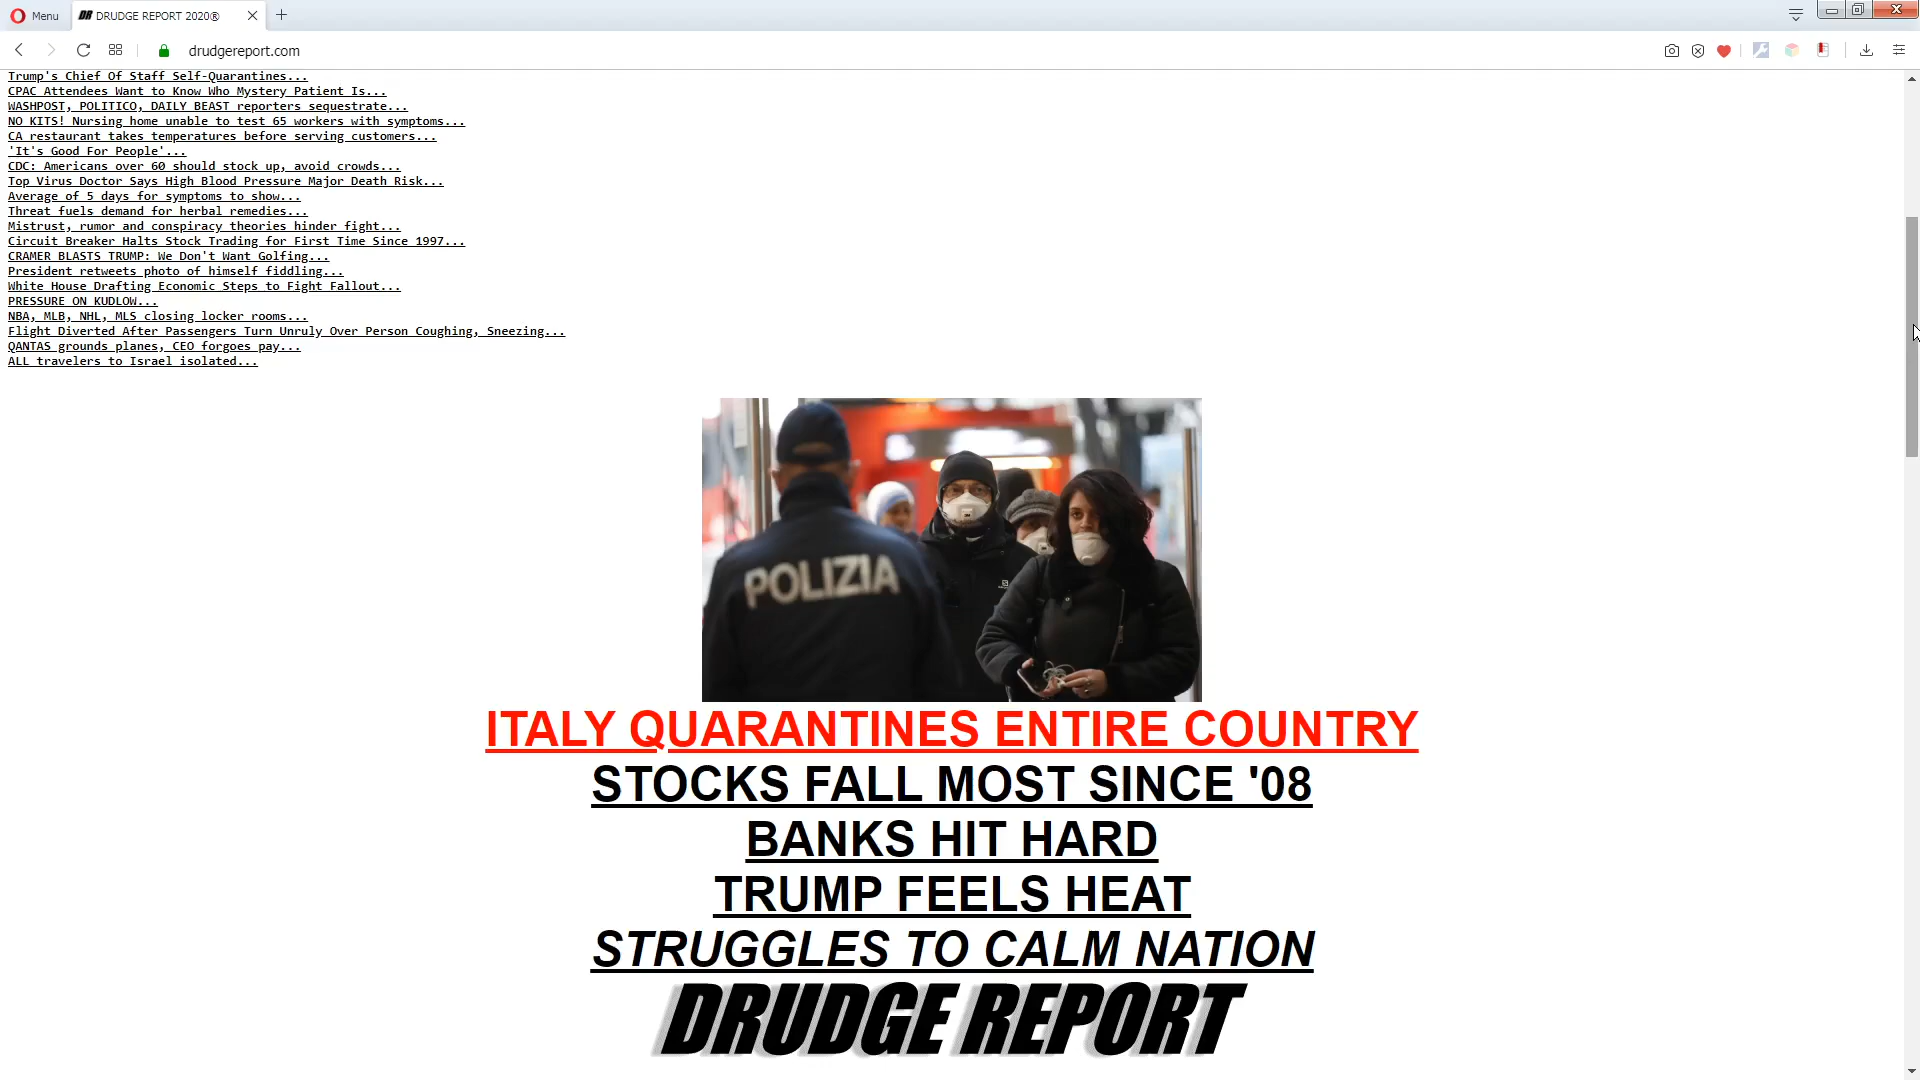 Menu
DR DRUDGE REPORT 2020®
drudgereport.com
Trump's Chief Of Staff Self-Quarantines...
CPAC Attendees Want to Know Who Mystery Patient Is...
WASHPOST, POLITICO, DAILY BEAST reporters sequestrate...
NO KITS! Nursing home unable to test 65 workers with symptoms...
CA restaurant takes temperatures before serving customers...
'It's Good For People'...
CDC: Americans over 60 should stock up, avoid crowds...
Top Virus Doctor Says High Blood Pressure Major Death Risk...
Average of 5 days for symptoms to show...
Threat fuels demand for herbal remedies...
Mistrust, rumor and conspiracy theories hinder fight...
Circuit Breaker Halts Stock Trading for First Time Since 1997...
CRAMER BLASTS TRUMP: We Don't Want Golfing...
President retweets photo of himself fiddling...
White House Drafting Economic Steps to Fight Fallout...
PRESSURE ON KUDLOW...
NBA, MLB, NHL, MLS closing locker rooms...
Flight Diverted After Passengers Turn Unruly Over Person Coughing, Sneezing...
QANTAS grounds planes, CEO forgoes pay...
ALL travelers to Israel isolated...
POLIZIA
ITALY QUARANTINES ENTIRE COUNTRY
STOCKS FALL MOST SINCE '08
BANKS HIT HARD
TRUMP FEELS HEAT
STRUGGLES TO CALM NATION
DRUDGE REPORT